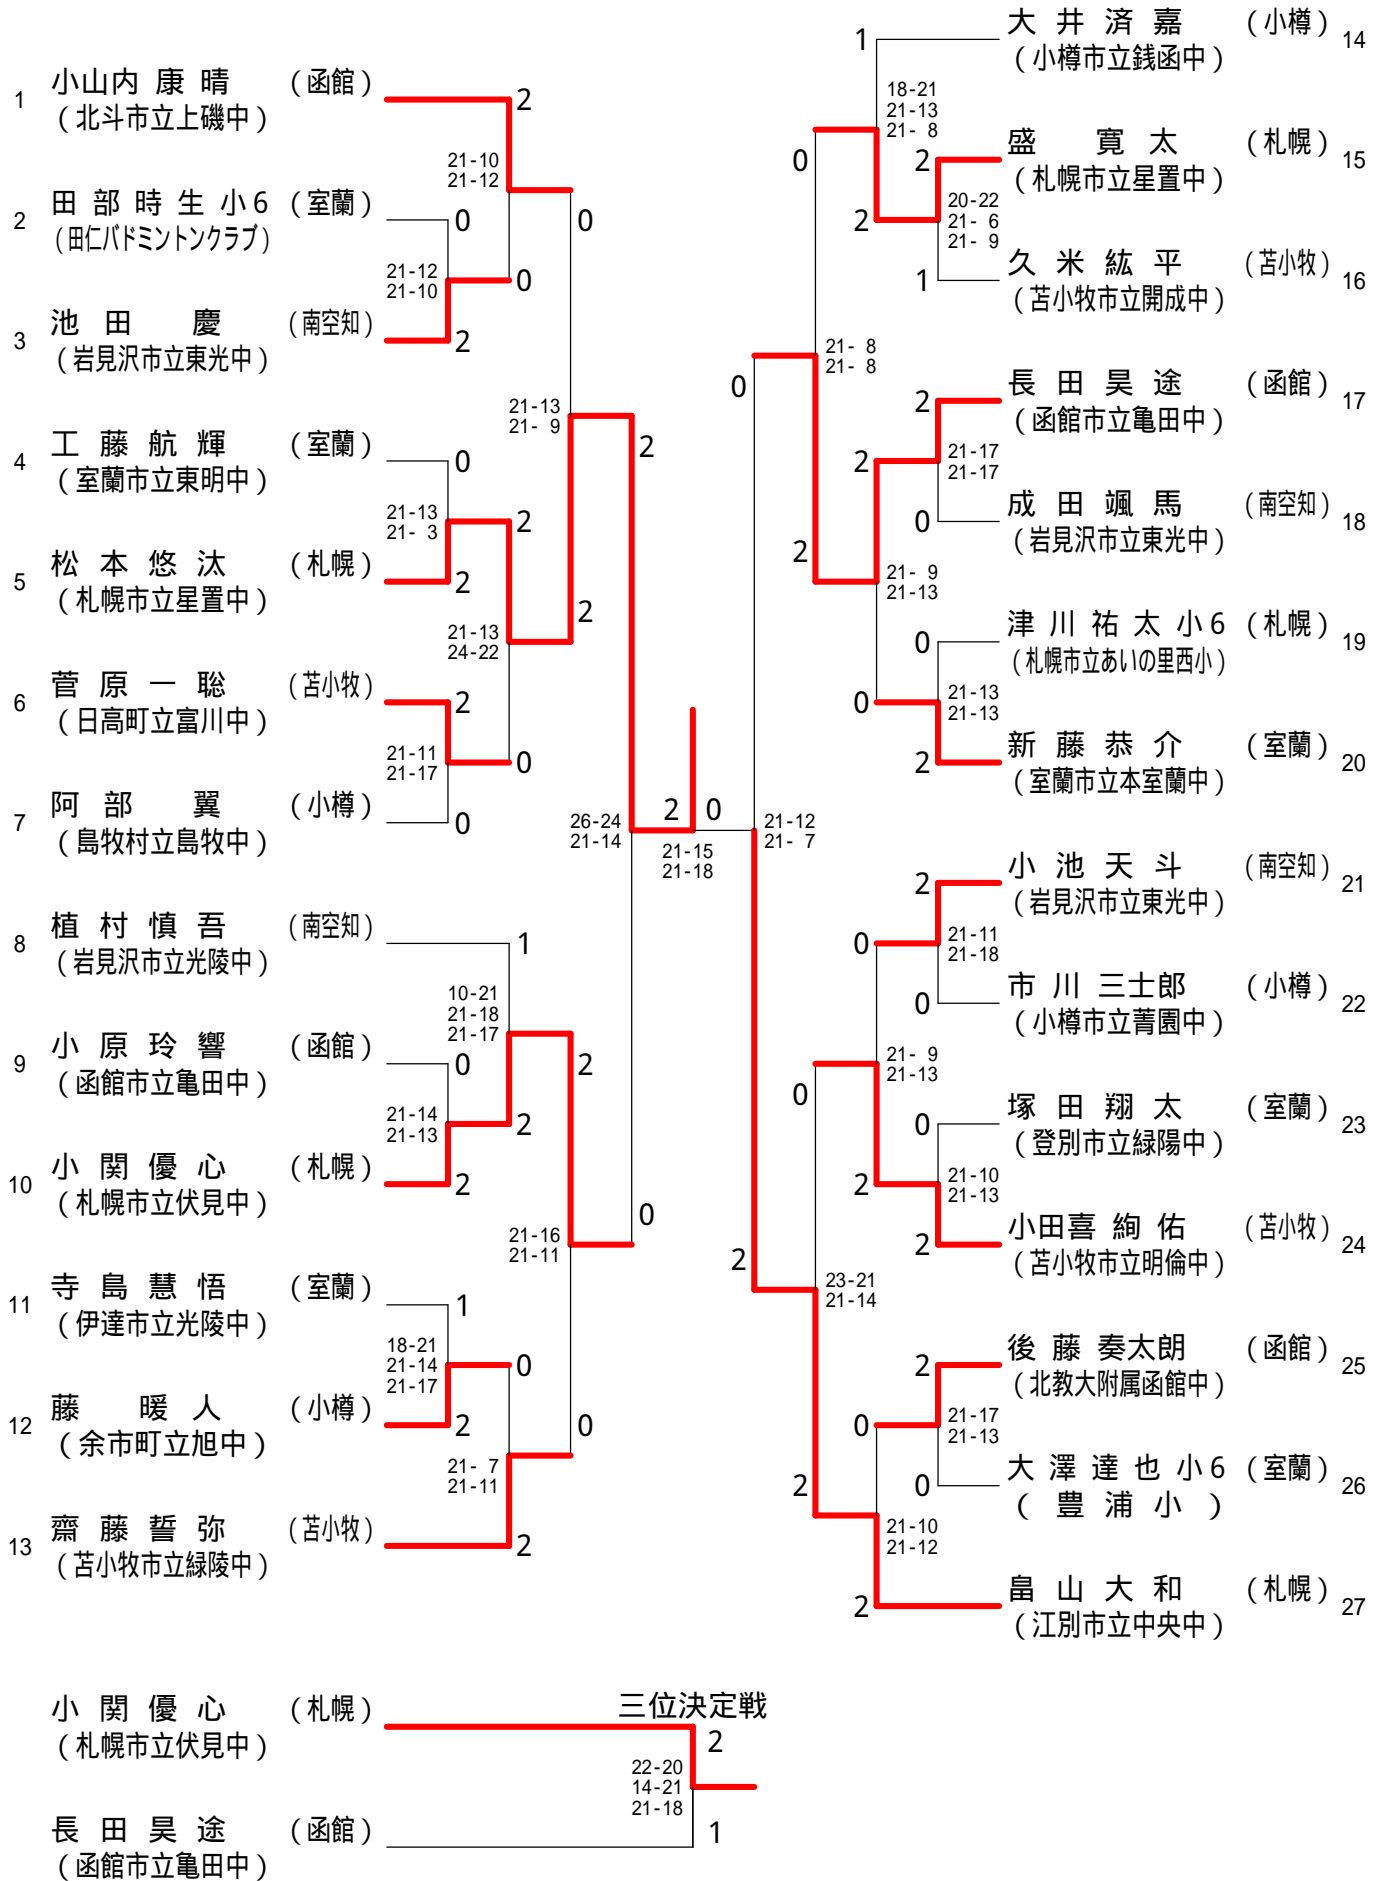 1 小山内 康 晴 (函館)
(北斗市立上磯中)
2
21-10
21-12
2 田 部 時 生 小6 (室蘭)
(田仁バドミントンクラブ)
0
0
21-12
21-10
0
3 池 田 慶 (南空知)
(岩見沢市立東光中)
2
21-13
21- 9
2
4 工 藤 航 輝 (室蘭)
(室蘭市立東明中)
0
21-13
21- 3
2
5 松 本 悠 汰 (札幌)
(札幌市立星置中)
2
2
21-13
24-22
6 菅 原 一 聡 (苫小牧)
(日高町立富川中)
2
21-11
21-17
0
7 阿 部 翼 (小樽)
(島牧村立島牧中)
0
26-24
21-14
2 0
21-15
21-18
8 植 村 慎 吾 (南空知)
(岩見沢市立光陵中)
1
10-21
21-18
21-17
9 小 原 玲 響 (函館)
(函館市立亀田中)
0
2
21-14
21-13
2
10 小 関 優 心 (札幌)
(札幌市立伏見中)
2
0
21-16
21-11
11 寺 島 慧 悟 (室蘭)
(伊達市立光陵中)
1
18-21
21-14
21-17
0
12 藤 暖 人 (小樽)
(余市町立旭中)
2
0
21- 7
21-11
13 齋 藤 誓 弥 (苫小牧)
(苫小牧市立緑陵中)
2
1
大 井 済 嘉 (小樽) 14
(小樽市立銭函中)
18-21
21-13
21- 8
0
2
盛 寛 太 (札幌) 15
(札幌市立星置中)
2
20-22
21- 6
21- 9
1
久 米 紘 平 (苫小牧) 16
(苫小牧市立開成中)
21- 8
21- 8
0
2
長 田 昊 途 (函館) 17
(函館市立亀田中)
2
21-17
21-17
0
成 田 颯 馬 (南空知) 18
(岩見沢市立東光中)
2
21- 9
21-13
0
津 川 祐 太 小6 (札幌) 19
(札幌市立あいの里西小)
0
21-13
21-13
2
新 藤 恭 介 (室蘭) 20
(室蘭市立本室蘭中)
21-12
21- 7
2
小 池 天 斗 (南空知) 21
(岩見沢市立東光中)
0
21-11
21-18
0
市 川 三士郎 (小樽) 22
(小樽市立菁園中)
21- 9
21-13
0
0
塚 田 翔 太 (室蘭) 23
(登別市立緑陽中)
2
21-10
21-13
2
小田喜 絢 佑 (苫小牧) 24
(苫小牧市立明倫中)
2
23-21
21-14
2
後 藤 奏太朗 (函館) 25
(北教大附属函館中)
0
21-17
21-13
2
0
大 澤 達 也 小6 (室蘭) 26
(豊 浦 小)
21-10
21-12
2
畠 山 大 和 (札幌) 27
(江別市立中央中)
三位決定戦
小 関 優 心 (札幌)
(札幌市立伏見中)
2
22-20
14-21
21-18
1
長 田 昊 途 (函館)
(函館市立亀田中)